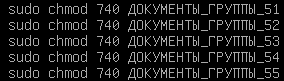 sudo chmod 740 ДОКУМЕНТЫ_ГРУППЫ_51
sudo chmod 740 ДОКУМЕНТЫ_ГРУППЫ_52
sudo chmod 740 ДОКУМЕНТЫ_ГРУППЫ_53
sudo chmod 740 ДОКУМЕНТЫ_ГРУППЫ_54
sudo chmod 740 ДОКУМЕНТЫ_ГРУППЫ_55